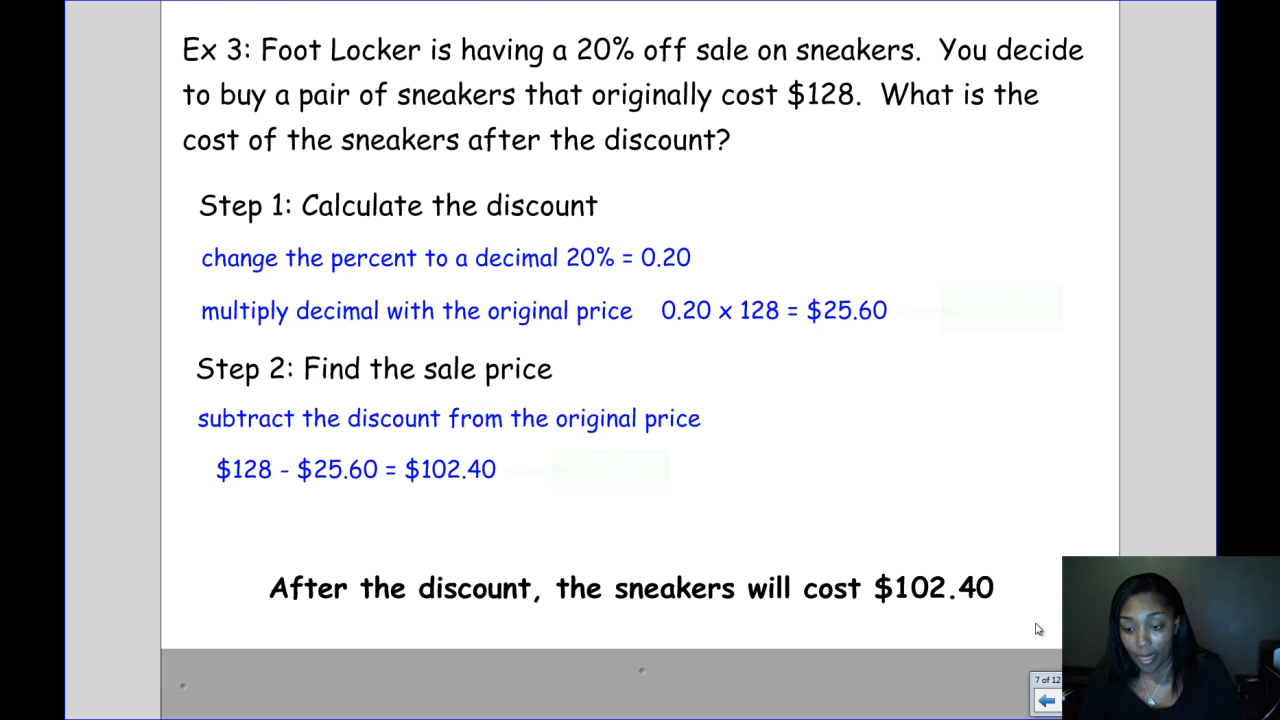 Ex 3: Foot Locker is having a 20% off sale on sneakers. You decide
to buy a pair of sneakers that originally cost $128. What is the
cost of the sneakers after the discount?
Step 1: Calculate the discount
change the percent to a decimal 20% = 0.20
multiply decimal with the original price 0.20 x 128 = $25.60
Step 2: Find the sale price
subtract the discount from the original price
$128 - $25.60 = $102.40
After the discount, the sneakers will cost $102.40
7 of 12